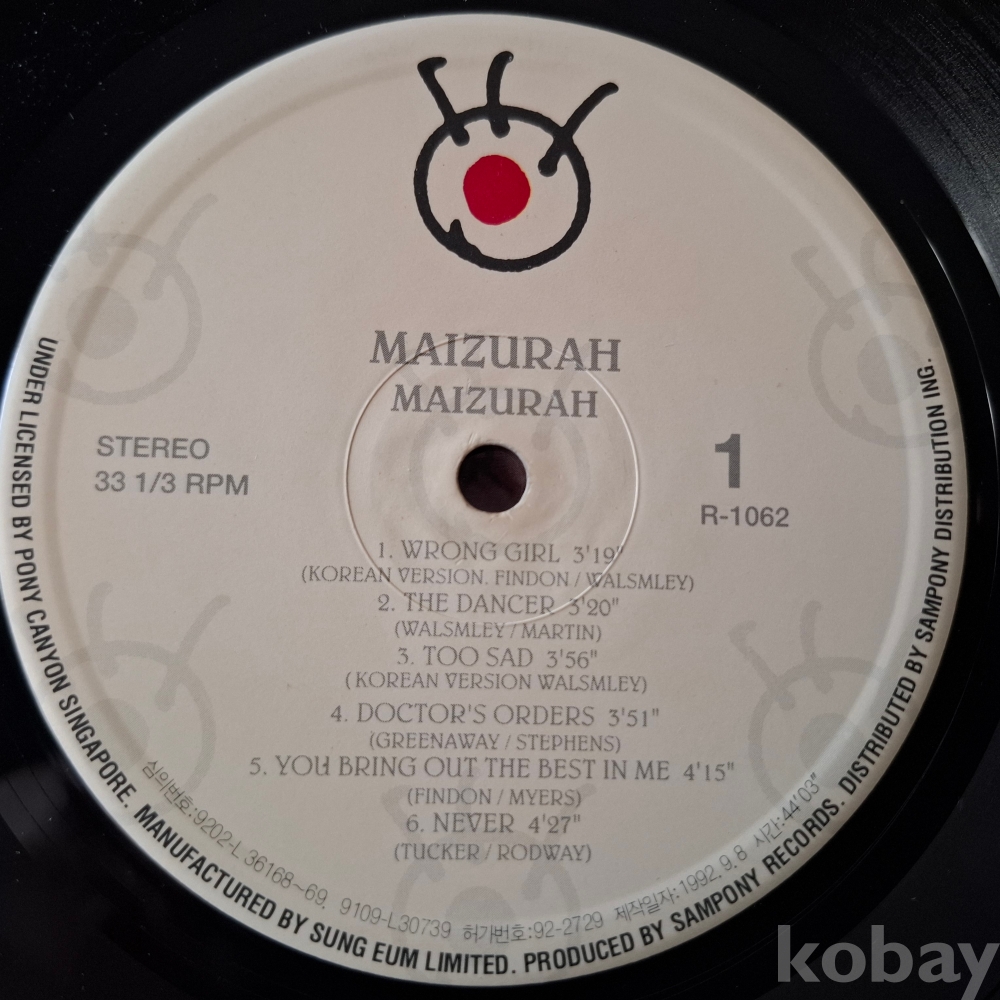 MAIZURAH
MAIZURAH
STEREO
33 1/3 RPM
1
R-1062
1. WRONG GIRL 3'19"
(KOREAN VERSION. FINDON / WALSMLEY)
2. THE DANCER 3'20"
(WALSMLEY / MARTIN)
3. TOO SAD 3'56"
( KOREAN VERSION WALSMLEY)
4. DOCTOR'S ORDERS 3'51"
(GREENAWAY / STEPHENS)
5. YOU BRING OUT THE BEST IN ME 4'15"
(FINDON / MYERS)
6. NEVER 4'27"
(TUCKER / RODWAY)
심의번호:9202-L 36168~69, 9109-L30739 허가번호:92-2729 제작일자:1992.9.8 시간:44'03"
UNDER LICENSED BY PONY CANYON SINGAPORE. MANUFACTURED BY SUNG EUM LIMITED. PRODUCED BY SAMPONY RECORDS. DISTRIBUTED BY SAMPONY DISTRIBUTION ING.
kobay